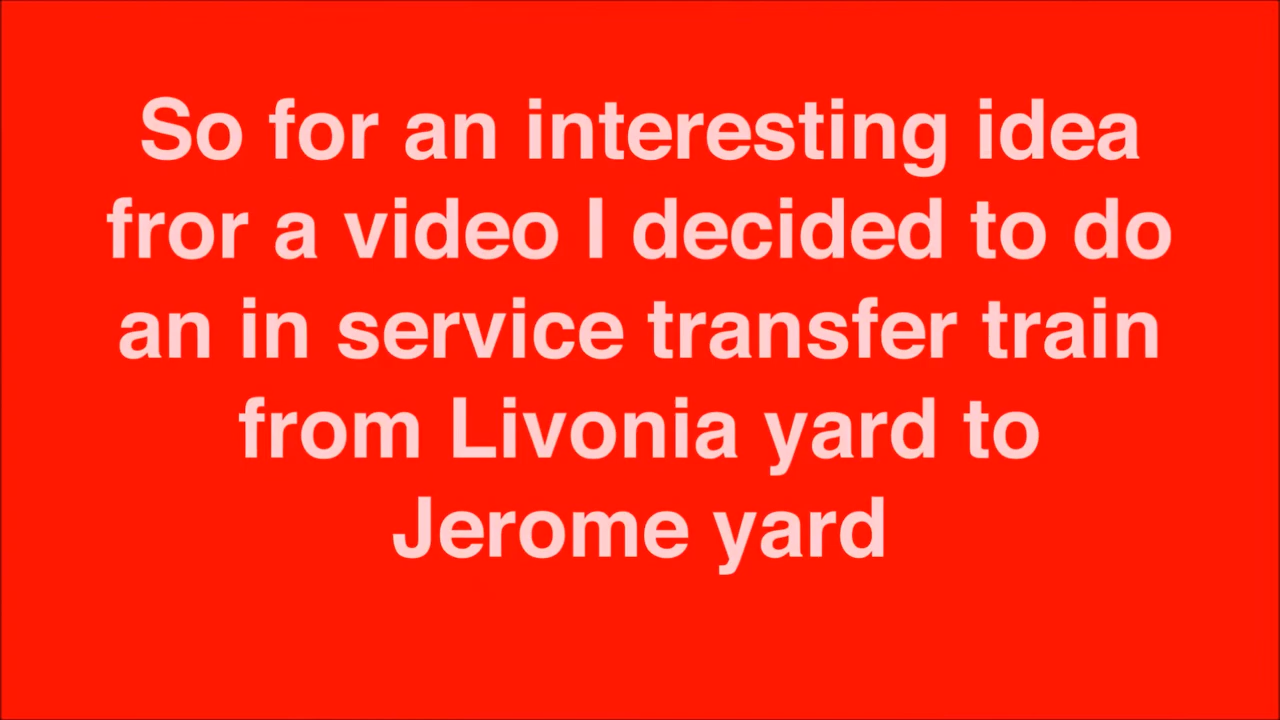 So for an interesting idea
fror a video I decided to do
an in service transfer train
from Livonia yard to
Jerome yard